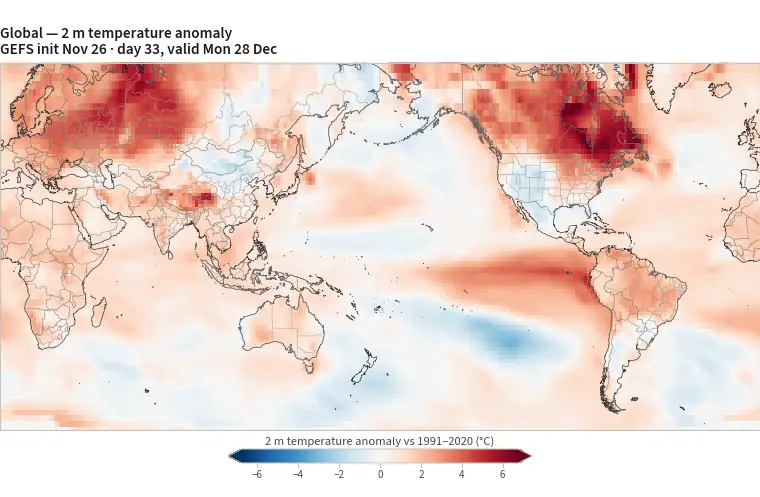 Global — 2 m temperature anomaly
GEFS init Nov 26 · day 33, valid Mon 28 Dec
2 m temperature anomaly vs 1991–2020 (°C)
−6 −4 −2 0 2 4 6